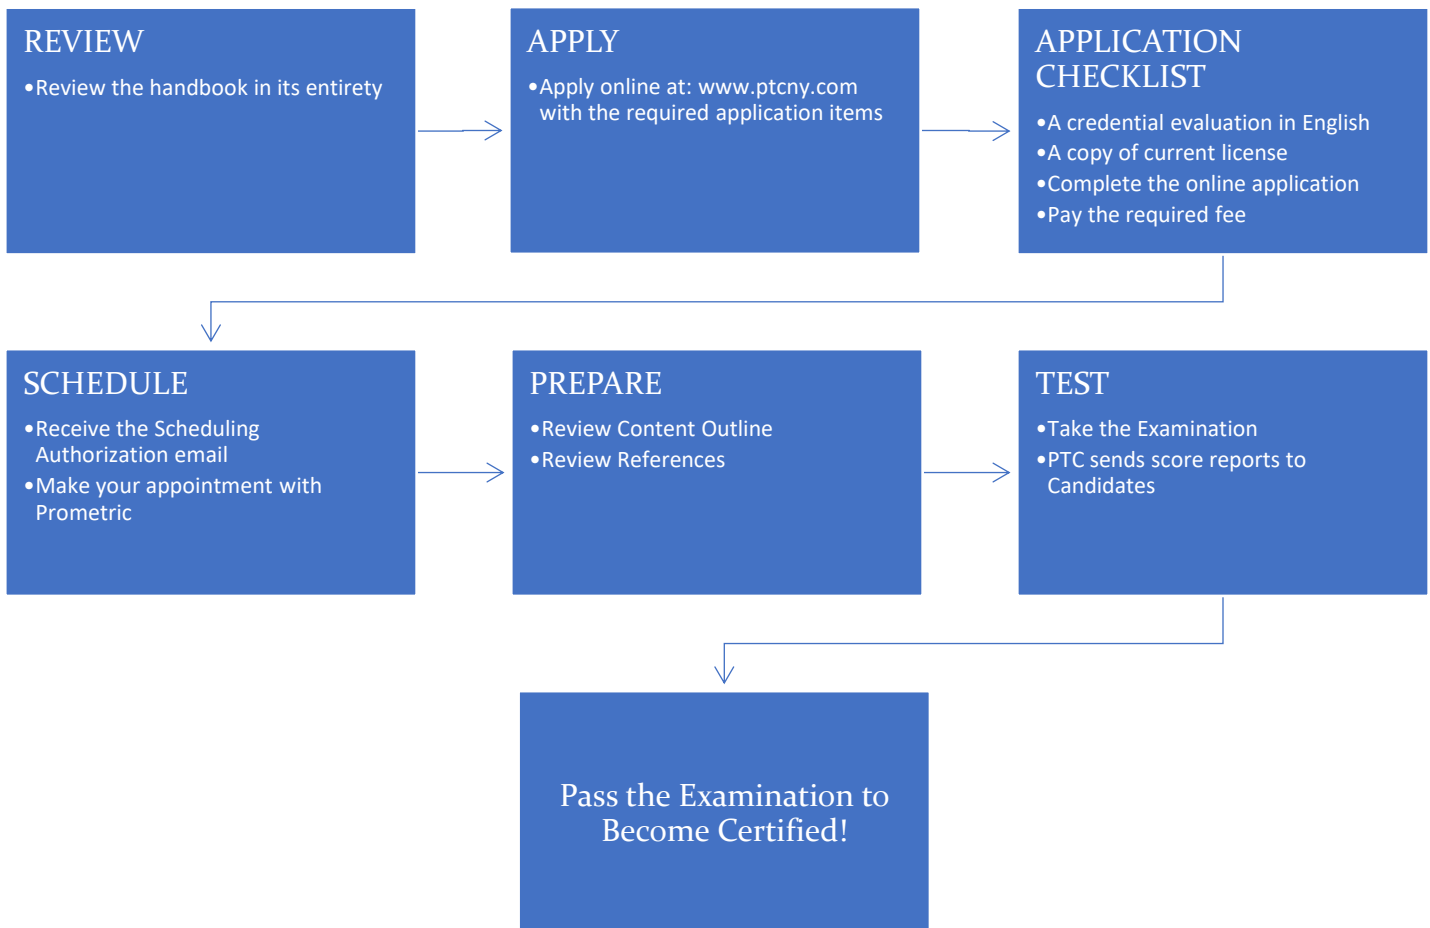 REVIEW
•Review the handbook in its entirety
APPLY
•Apply online at: www.ptcny.com
with the required application items
APPLICATION
CHECKLIST
•A credential evaluation in English
•A copy of current license
•Complete the online application
•Pay the required fee
SCHEDULE
•Receive the Scheduling
Authorization email
•Make your appointment with
Prometric
PREPARE
•Review Content Outline
•Review References
TEST
•Take the Examination
•PTC sends score reports to
Candidates
Pass the Examination to
Become Certified!